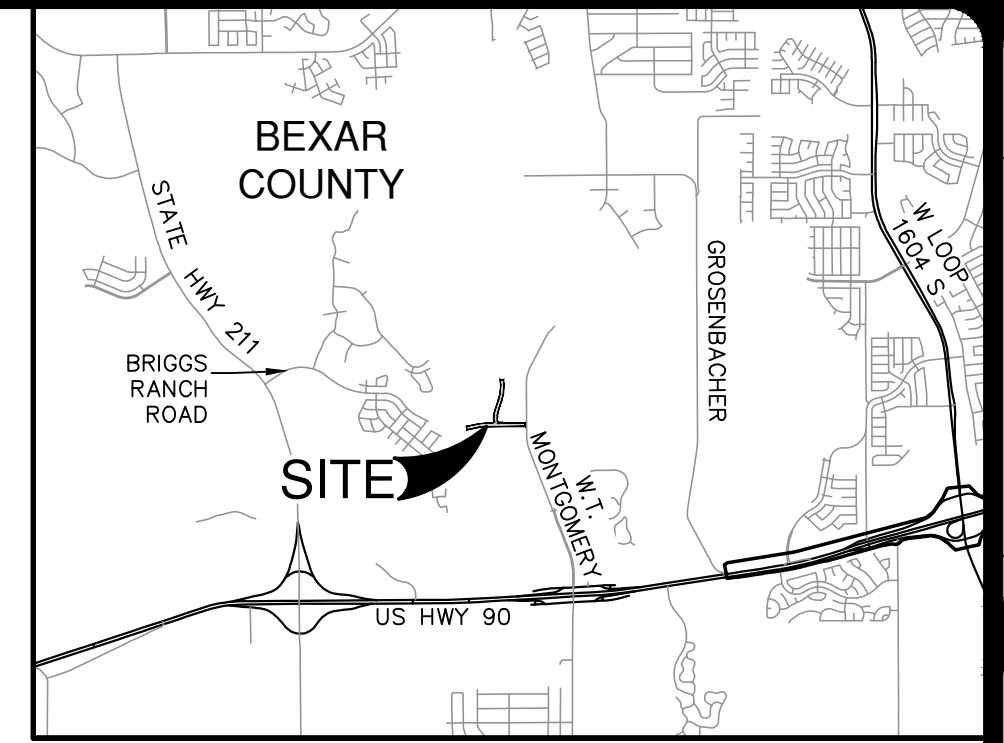 BEXAR
COUNTY
STATE HWY 211
W LOOP
1604 S
GROSENBACHER
BRIGGS
RANCH
ROAD
SITE
W.T.
MONTGOMERY
US HWY 90